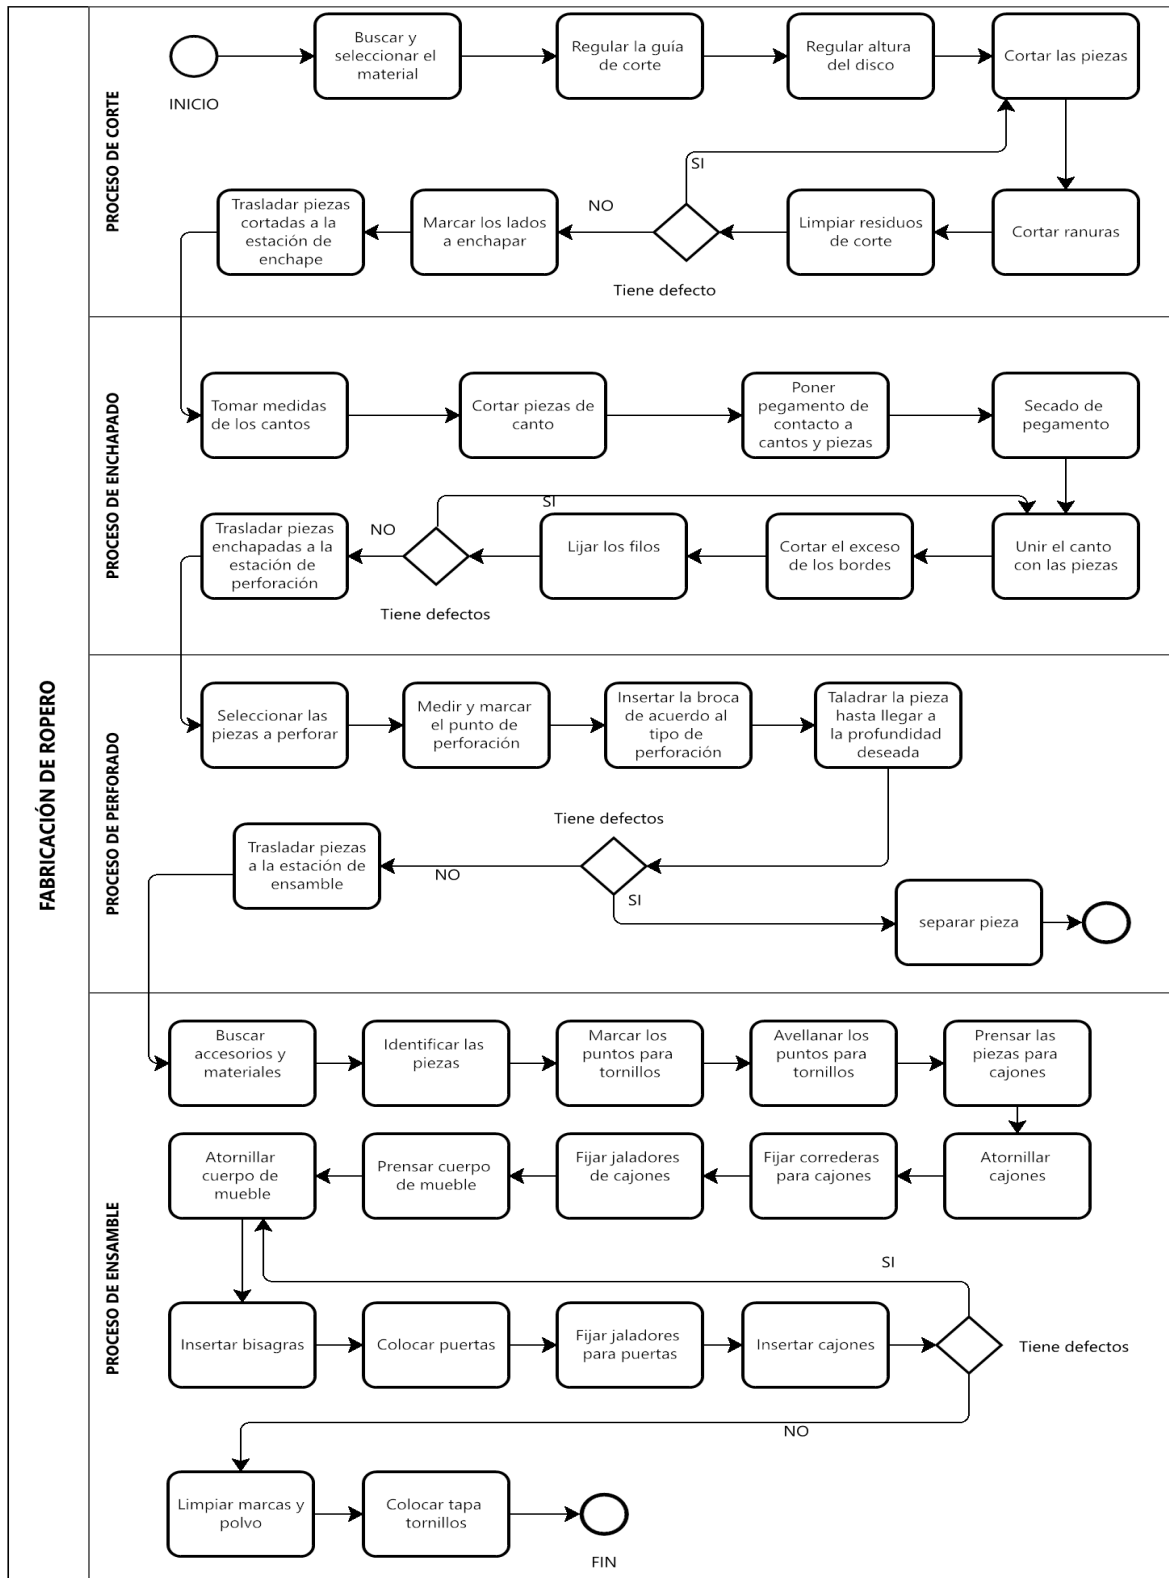 FABRICACIÓN DE ROPERO
PROCESO DE CORTE
INICIO
Buscar y
seleccionar el
material
Regular la guía
de corte
Regular altura
del disco
Cortar las piezas
SI
Trasladar piezas
cortadas a la
estación de
enchape
Marcar los lados
a enchapar
NO
Limpiar residuos
de corte
Cortar ranuras
Tiene defecto
PROCESO DE ENCHAPADO
Tomar medidas
de los cantos
Cortar piezas de
canto
Poner
pegamento de
contacto a
cantos y piezas
Secado de
pegamento
SI
Trasladar piezas
enchapadas a la
estación de
perforación
NO
Lijar los filos
Cortar el exceso
de los bordes
Unir el canto
con las piezas
Tiene defectos
PROCESO DE PERFORADO
Seleccionar las
piezas a perforar
Medir y marcar
el punto de
perforación
Insertar la broca
de acuerdo al
tipo de
perforación
Taladrar la pieza
hasta llegar a
la profundidad
deseada
Tiene defectos
Trasladar piezas
a la estación de
ensamble
NO
SI
separar pieza
PROCESO DE ENSAMBLE
Buscar
accesorios y
materiales
Identificar las
piezas
Marcar los
puntos para
tornillos
Avellanar los
puntos para
tornillos
Prensar las
piezas para
cajones
Atornillar
cuerpo de
mueble
Prensar cuerpo
de mueble
Fijar jaladores
de cajones
Fijar correderas
para cajones
Atornillar
cajones
SI
Insertar bisagras
Colocar puertas
Fijar jaladores
para puertas
Insertar cajones
Tiene defectos
NO
Limpiar marcas y
polvo
Colocar tapa
tornillos
FIN